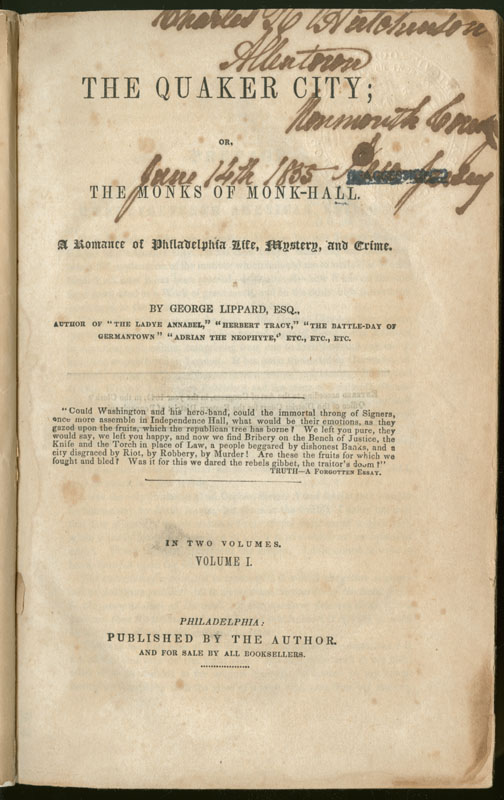 Charles H Hutchinson
Allentown
THE QUAKER CITY;
Monmouth County
OR,
June 14th 1855 New Jersey
THE MONKS OF MONK-HALL.
A Romance of Philadelphia Life, Mystery, and Crime.
BY GEORGE LIPPARD, ESQ.,
AUTHOR OF "THE LADYE ANNABEL," "HERBERT TRACY," "THE BATTLE-DAY OF
GERMANTOWN" "ADRIAN THE NEOPHYTE,' ETC., ETC., ETC.
"Could Washington and his hero-band, could the immortal throng of Signers,
once more assemble in Independence Hall, what would be their emotions, as they
gazed upon the fruits, which the republican tree has borne? We left you pure, they
would say, we left you happy, and now we find Bribery on the Bench of Justice, the
Knife and the Torch in place of Law, a people beggared by dishonest Banks, and a
city disgraced by Riot, by Robbery, by Murder! Are these the fruits for which we
fought and bled? Was it for this we dared the rebels gibbet, the traitor's doom?"
TRUTH—A FORGOTTEN ESSAY.
IN TWO VOLUMES.
VOLUME I.
PHILADELPHIA:
PUBLISHED BY THE AUTHOR.
AND FOR SALE BY ALL BOOKSELLERS.